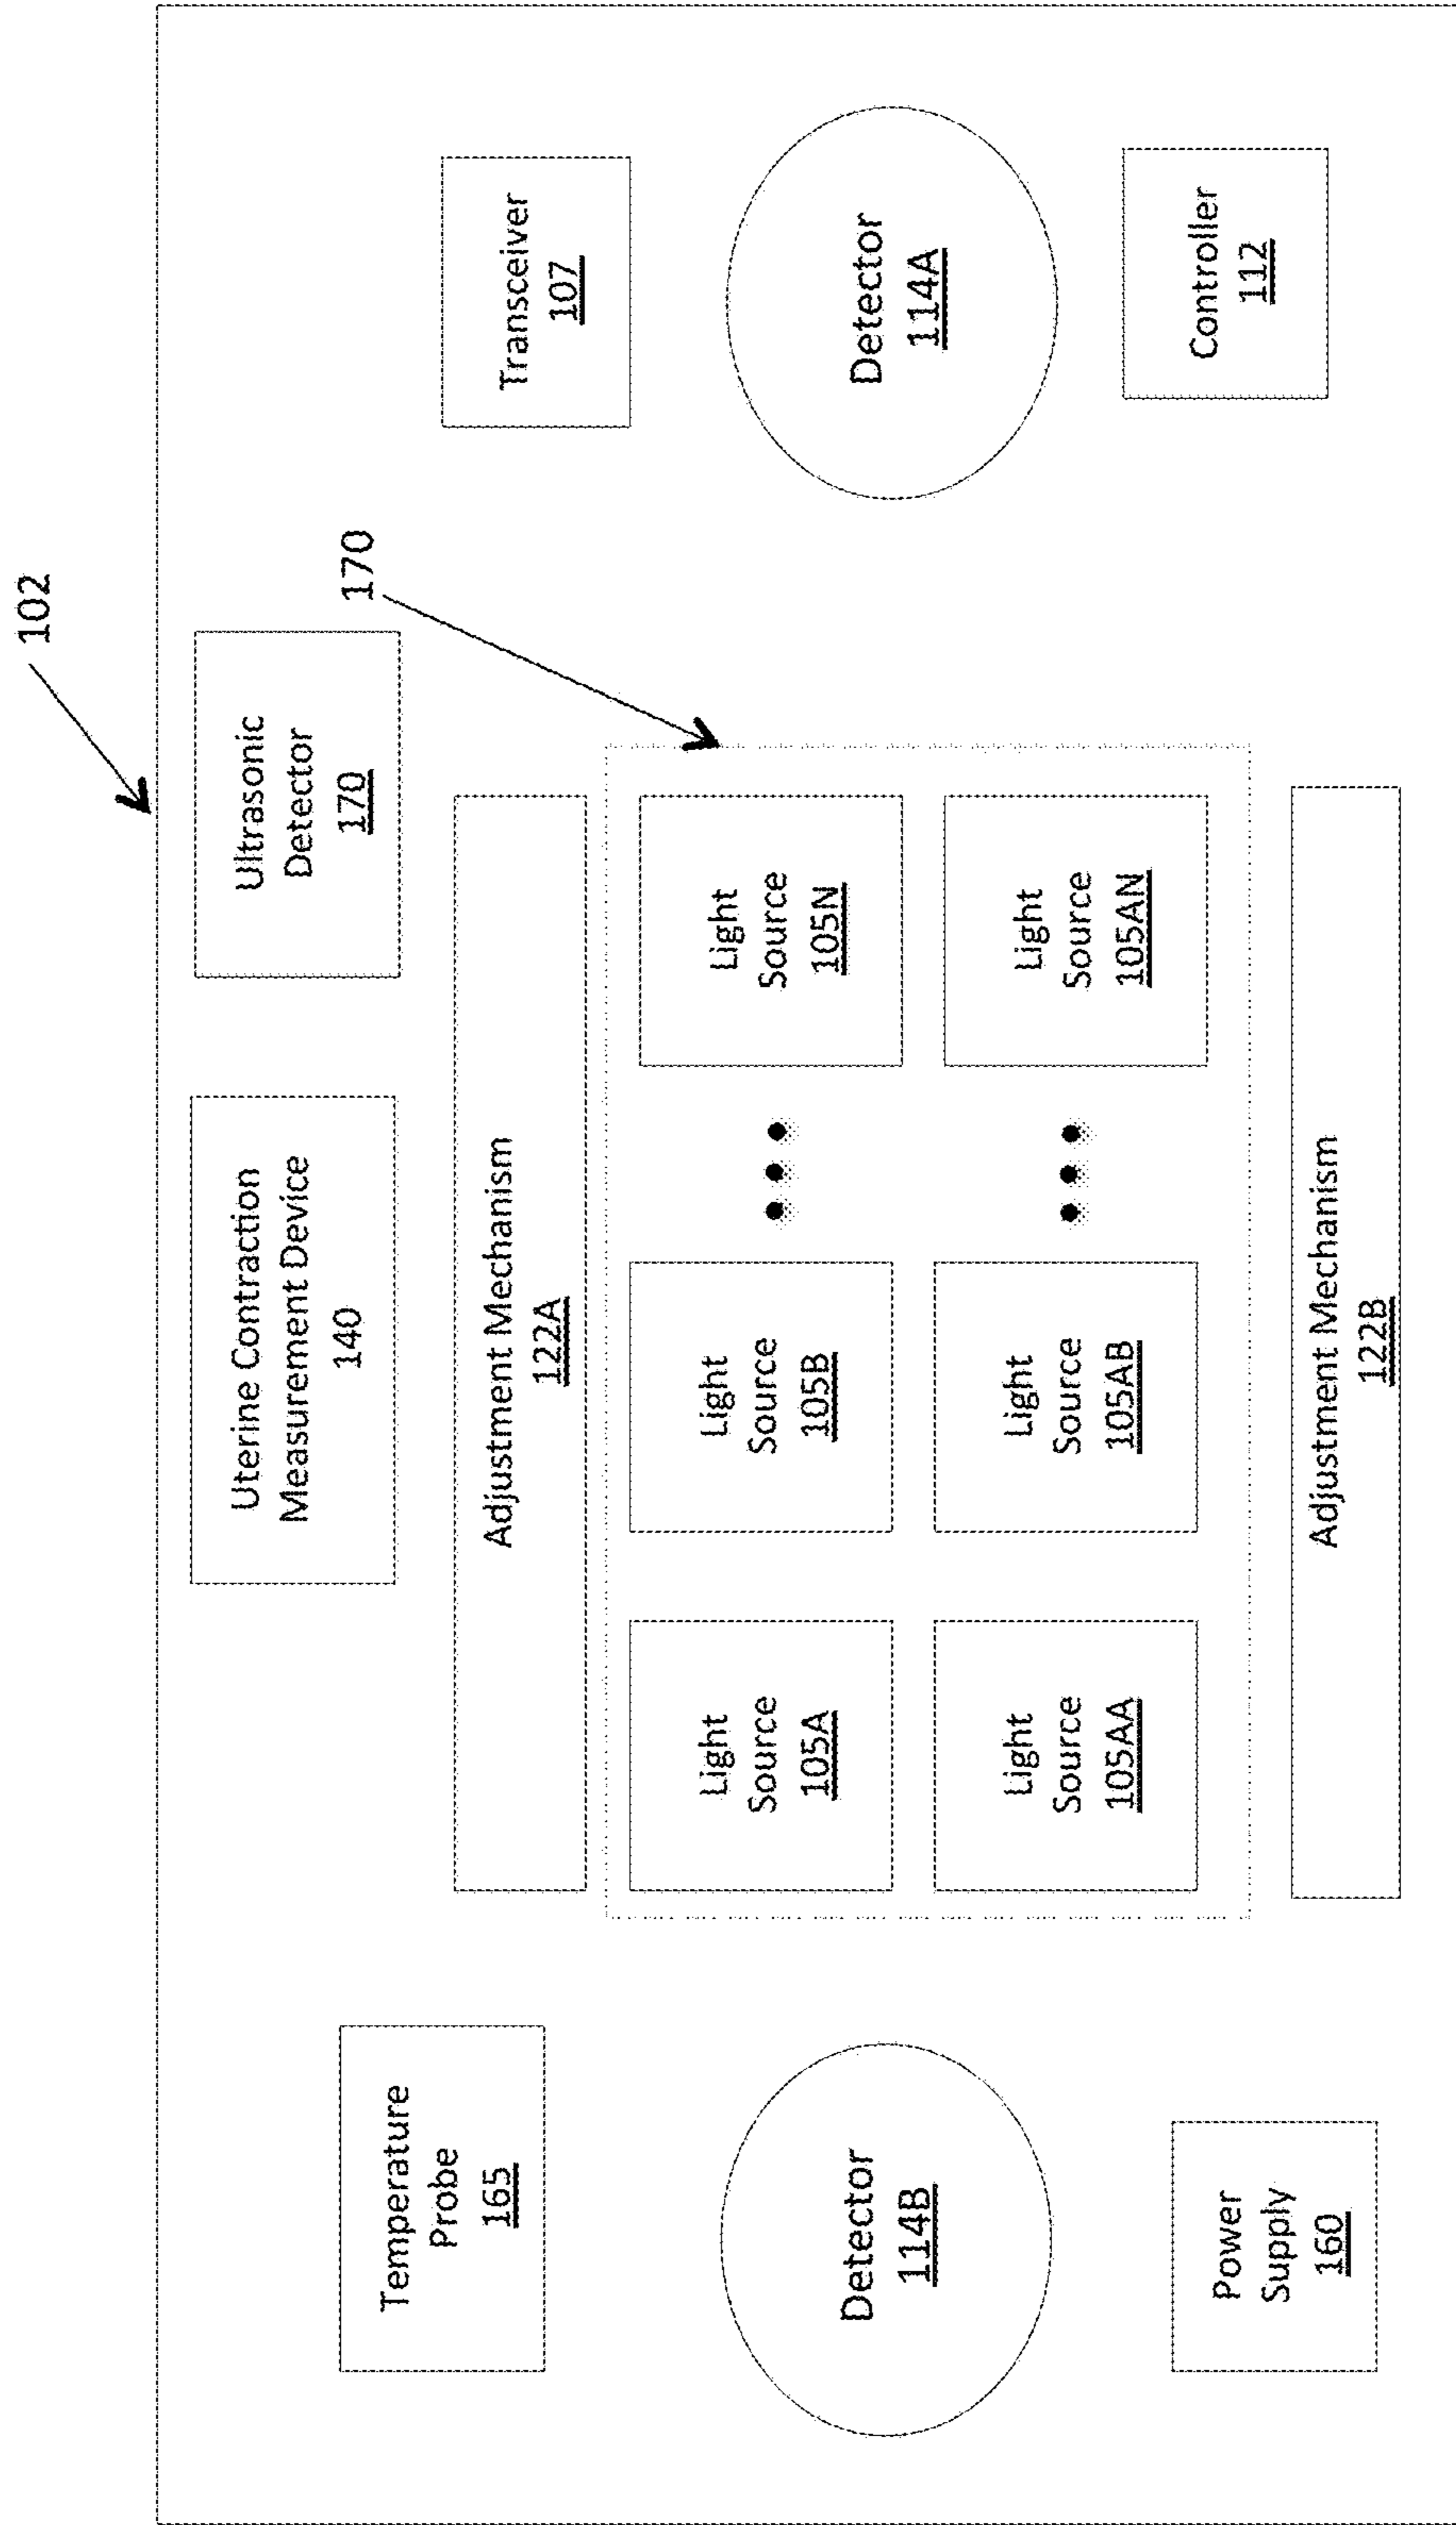 102
Uterine Contraction
Measurement Device
140
Ultrasonic
Detector
170
Temperature
Probe
165
Adjustment Mechanism
122A
170
Transceiver
107
Light
Source
105A
Light
Source
105B
Light
Source
105N
Detector
114B
Detector
114A
Light
Source
105AA
Light
Source
105AB
Light
Source
105AN
Power
Supply
160
Adjustment Mechanism
122B
Controller
112